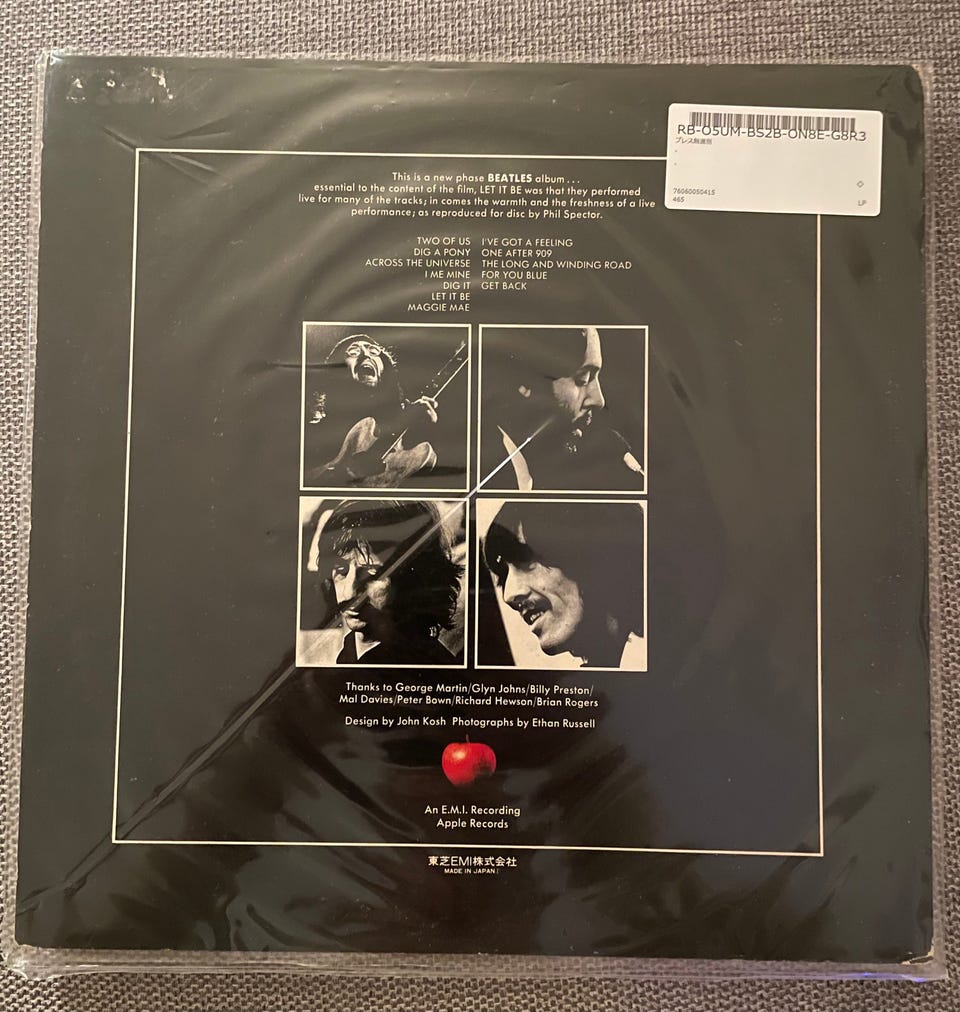 RB-O5UM-BS2B-ON8E-G8R3
プレス無選別
76060050415
465
LP
This is a new phase BEATLES album . . .
essential to the content of the film, LET IT BE was that they performed
live for many of the tracks; in comes the warmth and the freshness of a live
performance; as reproduced for disc by Phil Spector.
TWO OF US
DIG A PONY
ACROSS THE UNIVERSE
I ME MINE
DIG IT
LET IT BE
MAGGIE MAE
I'VE GOT A FEELING
ONE AFTER 909
THE LONG AND WINDING ROAD
FOR YOU BLUE
GET BACK
Thanks to George Martin/Glyn Johns/Billy Preston/
Mal Davies/Peter Bown/Richard Hewson/Brian Rogers
Design by John Kosh Photographs by Ethan Russell
An E.M.I. Recording
Apple Records
東芝EMI株式会社
MADE IN JAPAN